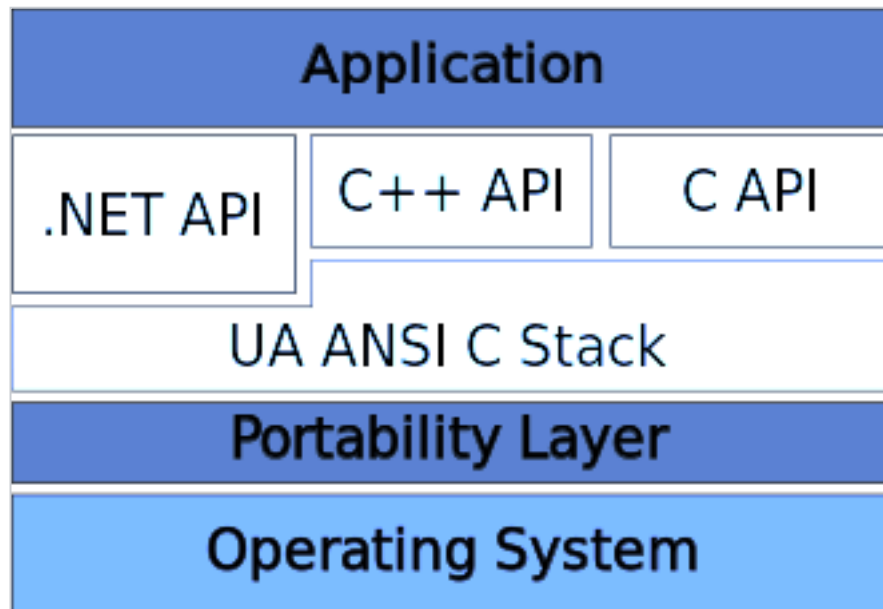 Application
.NET API
C++ API
C API
UA ANSI C Stack
Portability Layer
Operating System